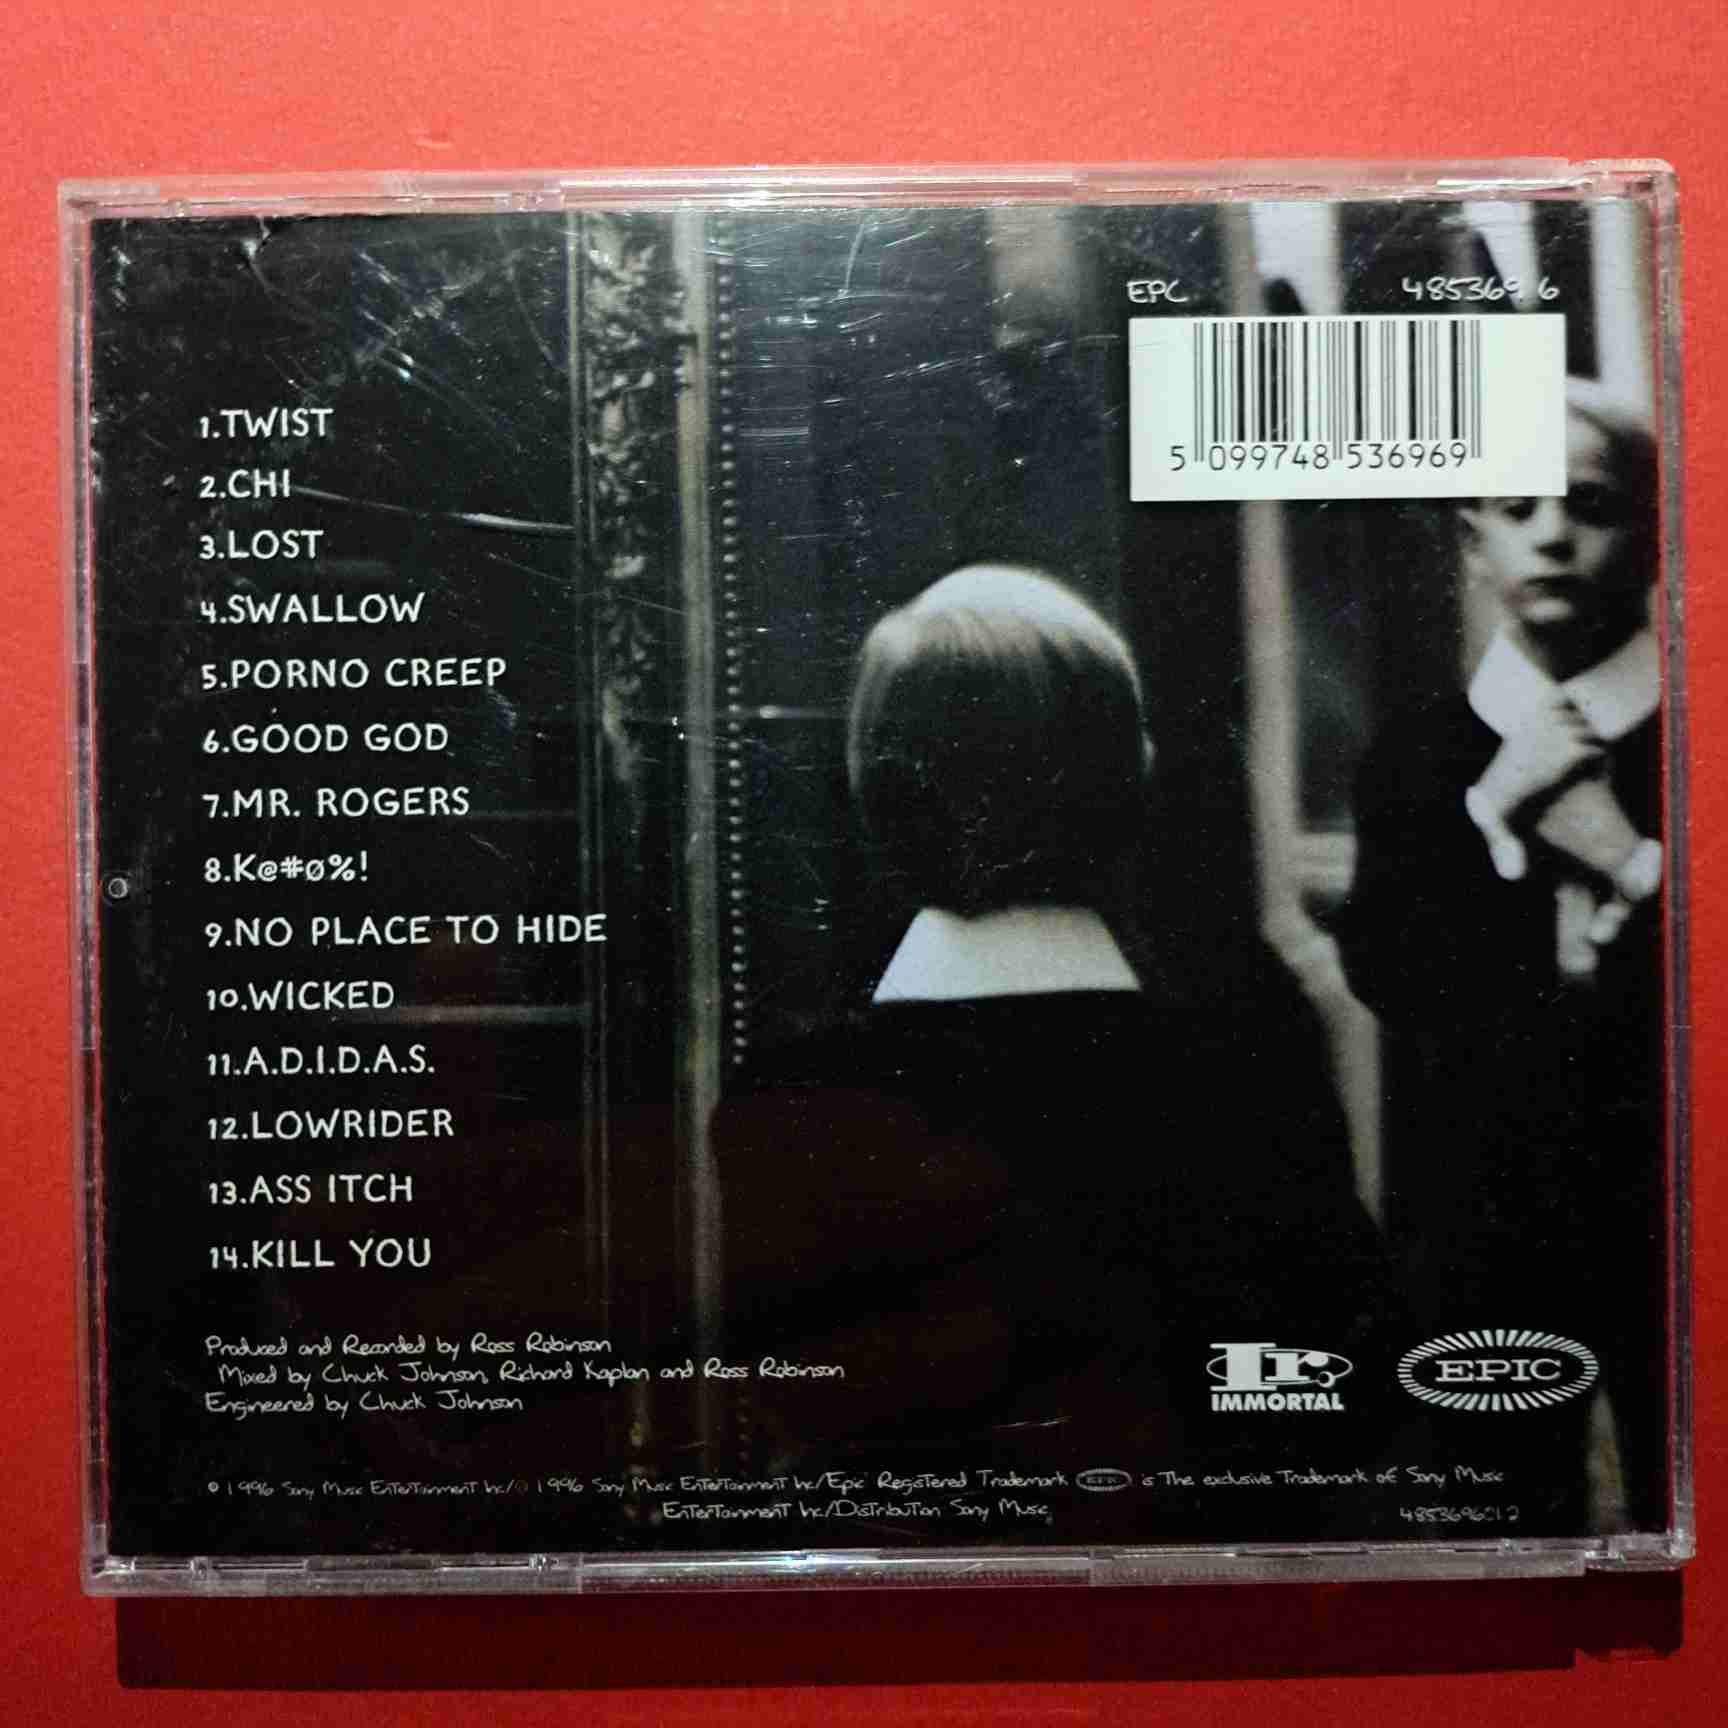 EPC 485369 6
5 099748 536969
1.TWIST
2.CHI
3.LOST
4.SWALLOW
5.PORNO CREEP
6.GOOD GOD
7.MR. ROGERS
8.K@#Ø%!
9.NO PLACE TO HIDE
10.WICKED
11.A.D.I.D.A.S.
12.LOWRIDER
13.ASS ITCH
14.KILL YOU
Produced and Recorded by Ross Robinson
Mixed by Chuck Johnson, Richard Kaplan and Ross Robinson
Engineered by Chuck Johnson
Ir
IMMORTAL
EPIC
© 1996 Sony Music Entertainment Inc/℗ 1996 Sony Music Entertainment Inc/Epic Registered Trademark EPIC is The exclusive Trademark of Sony Music
Entertainment Inc/Distribution Sony Music